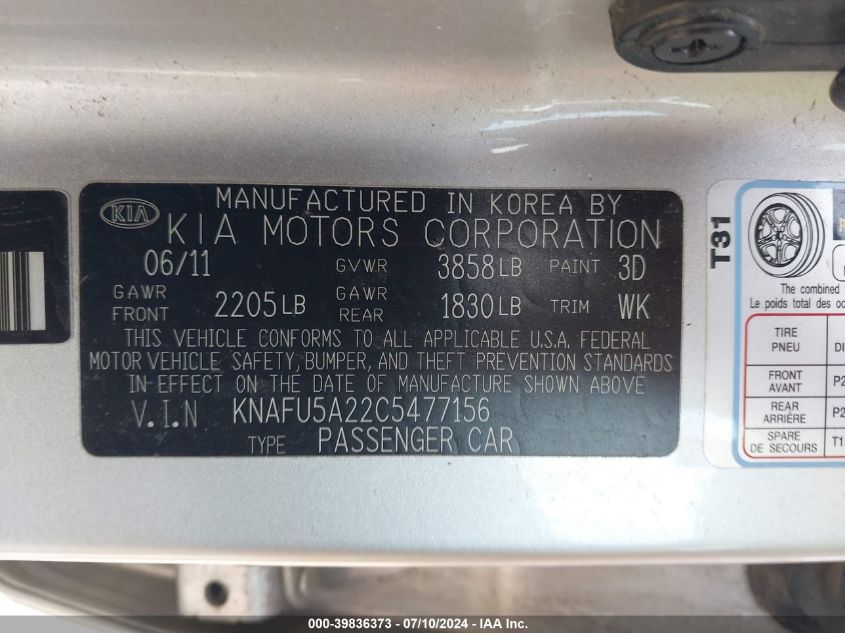 MANUFACTURED IN KOREA BY
KIA KIA MOTORS CORPORATION
06/11 GVWR 3858LB PAINT 3D
GAWR FRONT 2205LB GAWR REAR 1830LB TRIM WK
THIS VEHICLE CONFORMS TO ALL APPLICABLE U.S.A. FEDERAL
MOTOR VEHICLE SAFETY, BUMPER, AND THEFT PREVENTION STANDARDS
IN EFFECT ON THE DATE OF MANUFACTURE SHOWN ABOVE
V.I.N KNAFU5A22C5477156
TYPE PASSENGER CAR
T31
The combined
Le poids total des oc
TIRE
PNEU
FRONT
AVANT
REAR
ARRIÈRE
SPARE
DE SECOURS
000-39836373 - 07/10/2024 - IAA Inc.